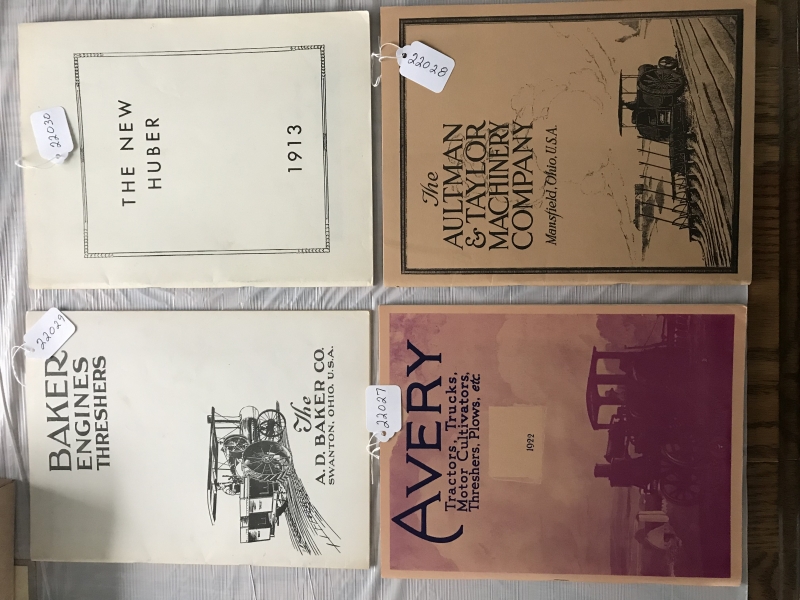 22030
THE NEW
HUBER
1913
22028
The
AULTMAN
& TAYLOR
MACHINERY
COMPANY
Mansfield, Ohio, U.S.A.
22029
BAKER
ENGINES
THRESHERS
The
A. D. BAKER CO.
SWANTON, OHIO, U.S.A.
22027
AVERY
Tractors, Trucks,
Motor Cultivators,
Threshers, Plows, etc
1922